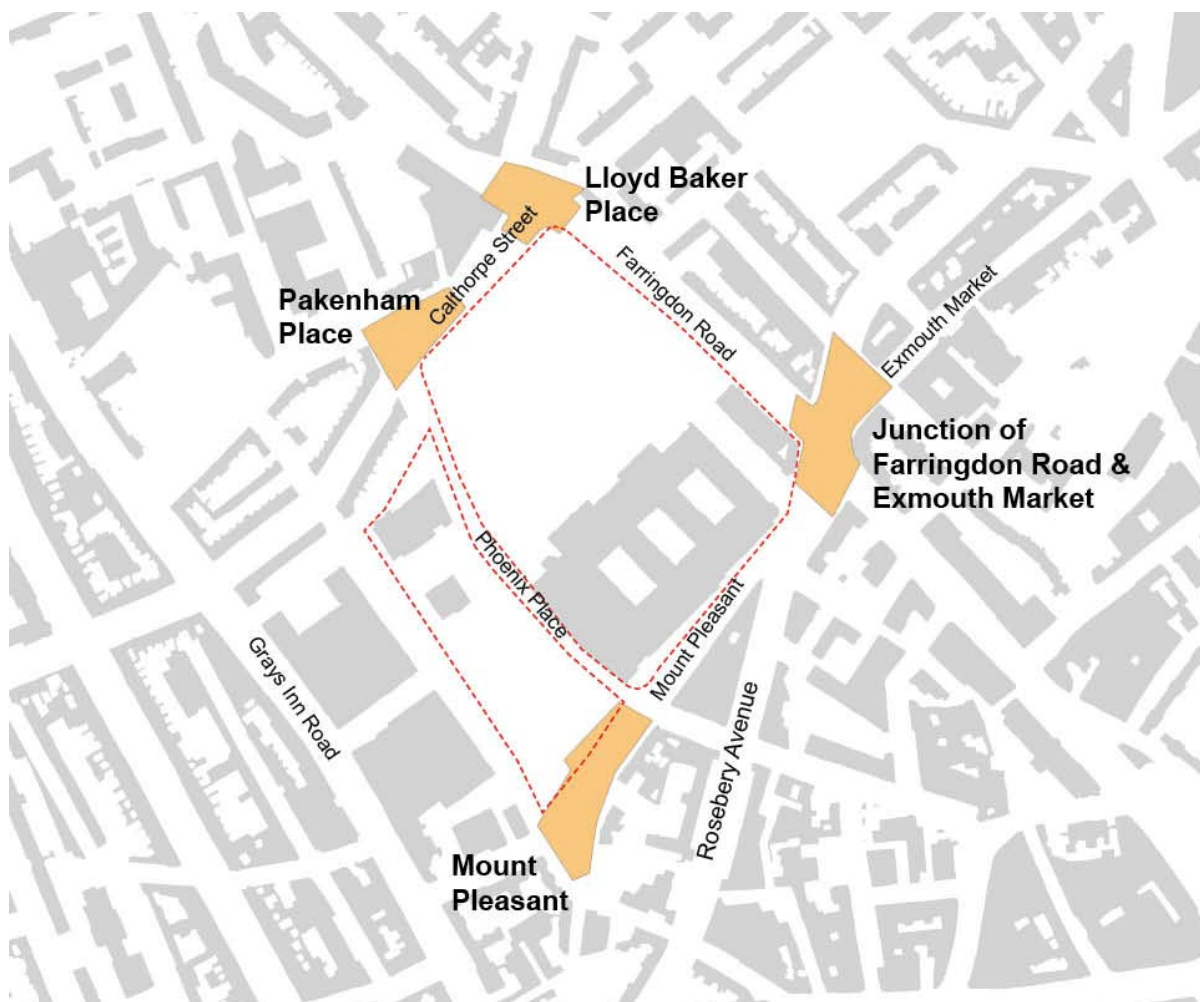 Lloyd Baker
Place
Calthorpe Street
Pakenham
Place
Farringdon Road
Exmouth Market
Junction of
Farringdon Road &
Exmouth Market
Phoenix Place
Mount Pleasant
Grays Inn Road
Rosebery Avenue
Mount
Pleasant